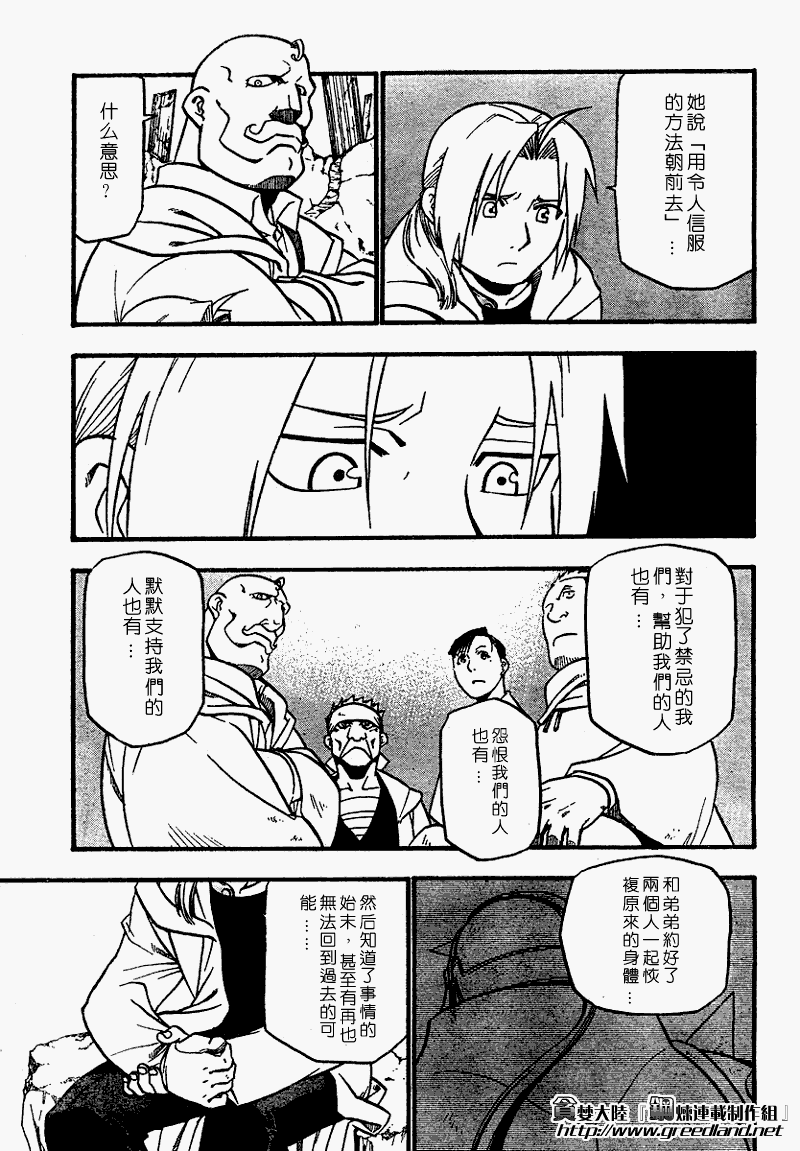 她說「用令人信服
的方法朝前去」…
什么意思？
對于犯了禁忌的我
們，幫助我們的人
也有…
怨恨我們的人
也有…
默默支持我們的
人也有…
和弟弟約好了
兩個人一起恢
複原來的身體…
然后知道了事情的
始末，甚至有再也
無法回到過去的可
能……
貪婪大陸『鋼煉連載制作組』
http://www.greedland.net